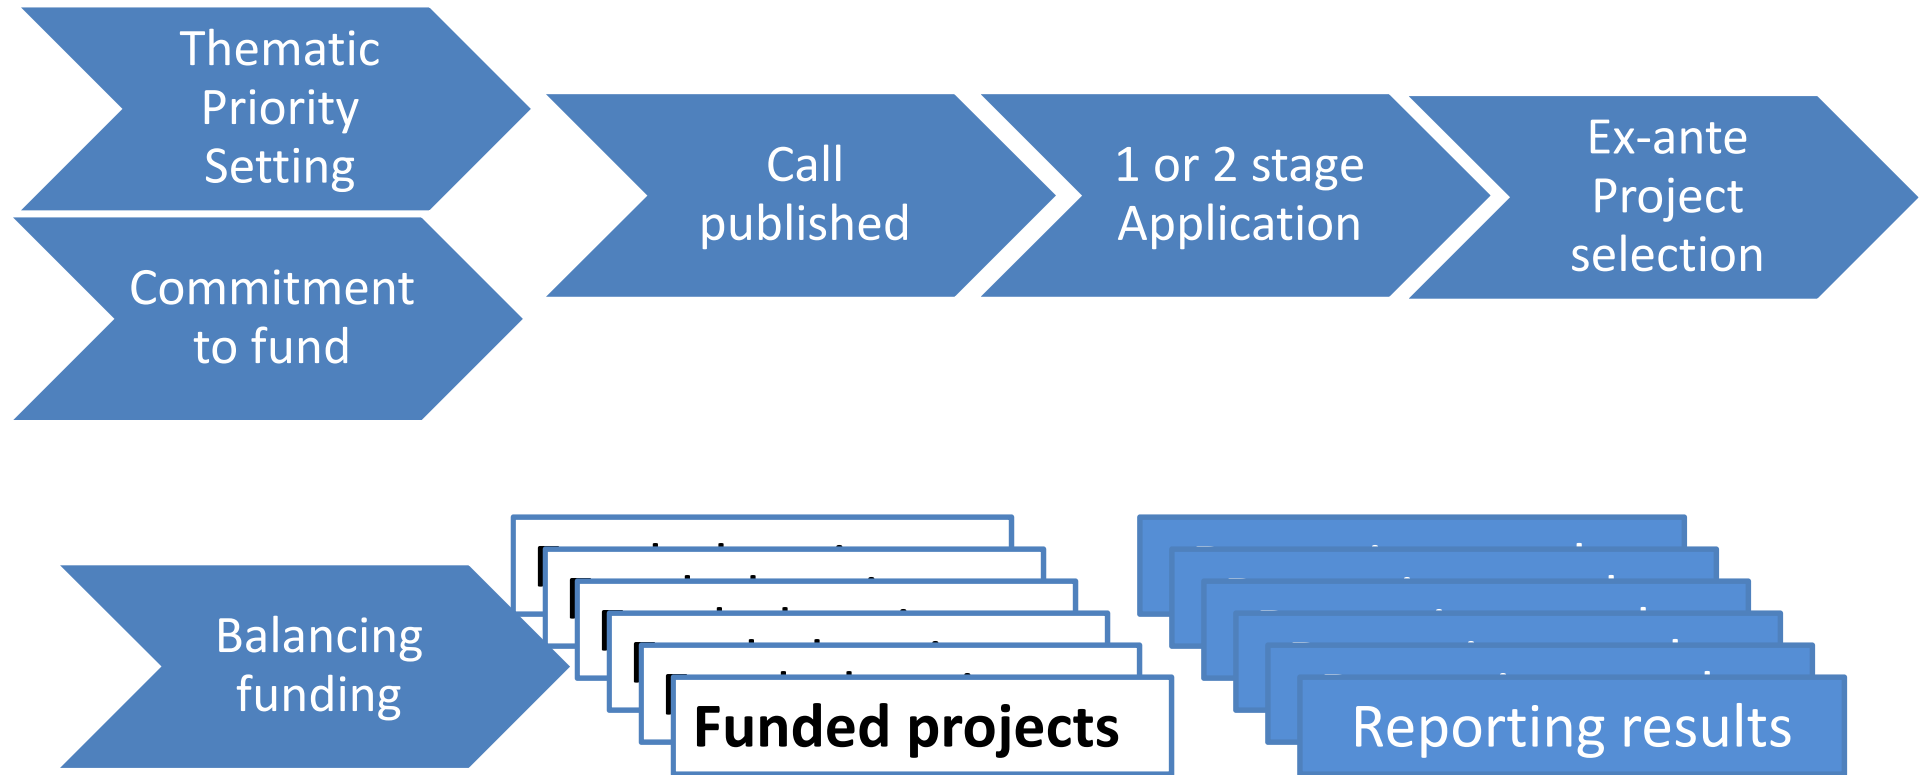 Thematic
Priority
Setting
Commitment
to fund
Call
published
1 or 2 stage
Application
Ex-ante
Project
selection
Balancing
funding
Funded projects
Reporting results